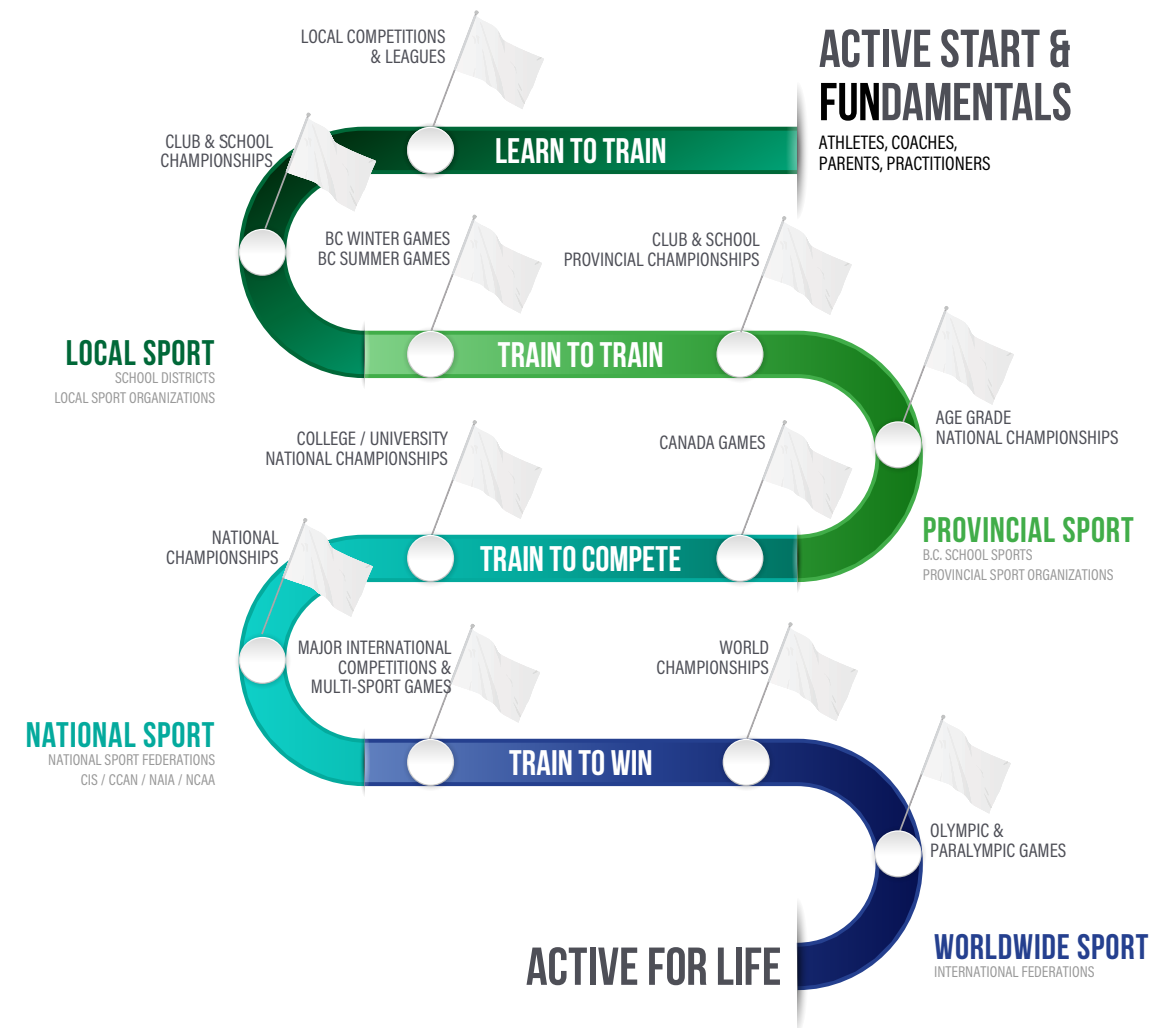 ACTIVE START &
FUNDAMENTALS
ATHLETES, COACHES,
PARENTS, PRACTITIONERS
LOCAL COMPETITIONS
& LEAGUES
LEARN TO TRAIN
CLUB & SCHOOL
CHAMPIONSHIPS
LOCAL SPORT
SCHOOL DISTRICTS
LOCAL SPORT ORGANIZATIONS
BC WINTER GAMES
BC SUMMER GAMES
TRAIN TO TRAIN
CLUB & SCHOOL
PROVINCIAL CHAMPIONSHIPS
AGE GRADE
NATIONAL CHAMPIONSHIPS
PROVINCIAL SPORT
B.C. SCHOOL SPORTS
PROVINCIAL SPORT ORGANIZATIONS
CANADA GAMES
TRAIN TO COMPETE
COLLEGE / UNIVERSITY
NATIONAL CHAMPIONSHIPS
NATIONAL
CHAMPIONSHIPS
NATIONAL SPORT
NATIONAL SPORT FEDERATIONS
CIS / CCAN / NAIA / NCAA
MAJOR INTERNATIONAL
COMPETITIONS &
MULTI-SPORT GAMES
TRAIN TO WIN
WORLD
CHAMPIONSHIPS
OLYMPIC &
PARALYMPIC GAMES
WORLDWIDE SPORT
INTERNATIONAL FEDERATIONS
ACTIVE FOR LIFE